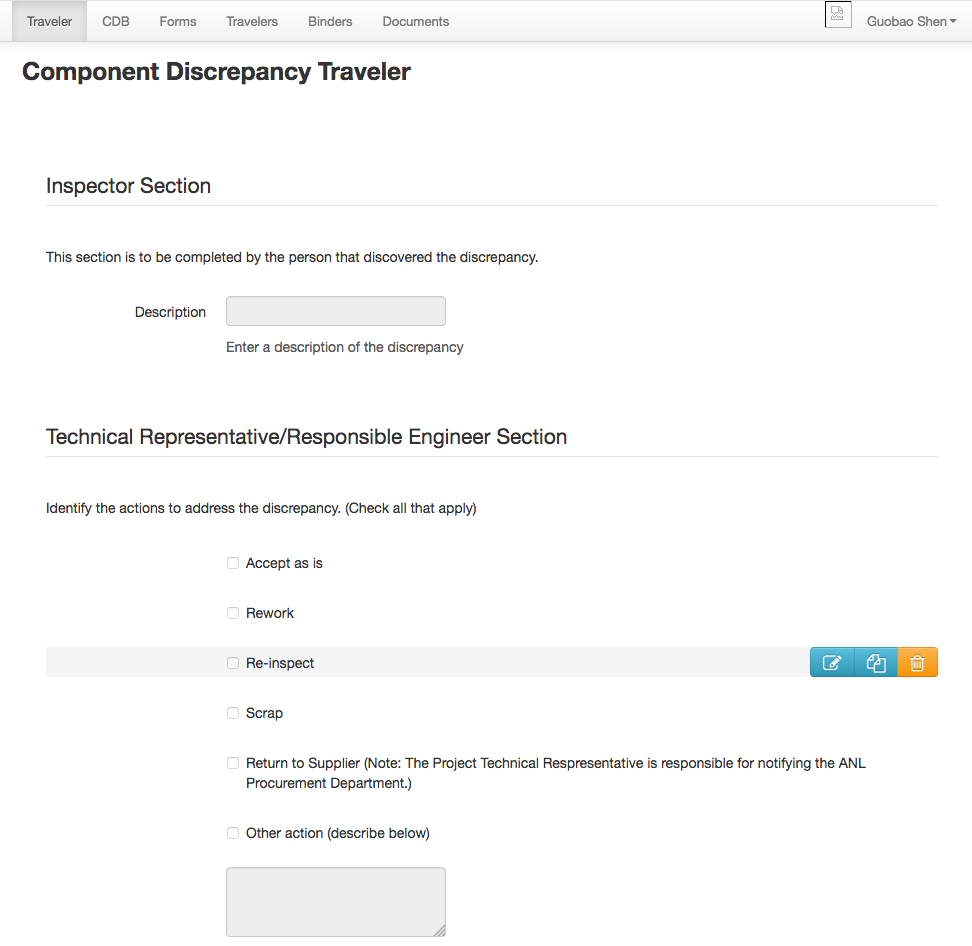 Traveler CDB Forms Travelers Binders Documents Guobao Shen
Component Discrepancy Traveler
Inspector Section
This section is to be completed by the person that discovered the discrepancy.
Description
Enter a description of the discrepancy
Technical Representative/Responsible Engineer Section
Identify the actions to address the discrepancy. (Check all that apply)
Accept as is
Rework
Re-inspect
Scrap
Return to Supplier (Note: The Project Technical Respresentative is responsible for notifying the ANL
Procurement Department.)
Other action (describe below)